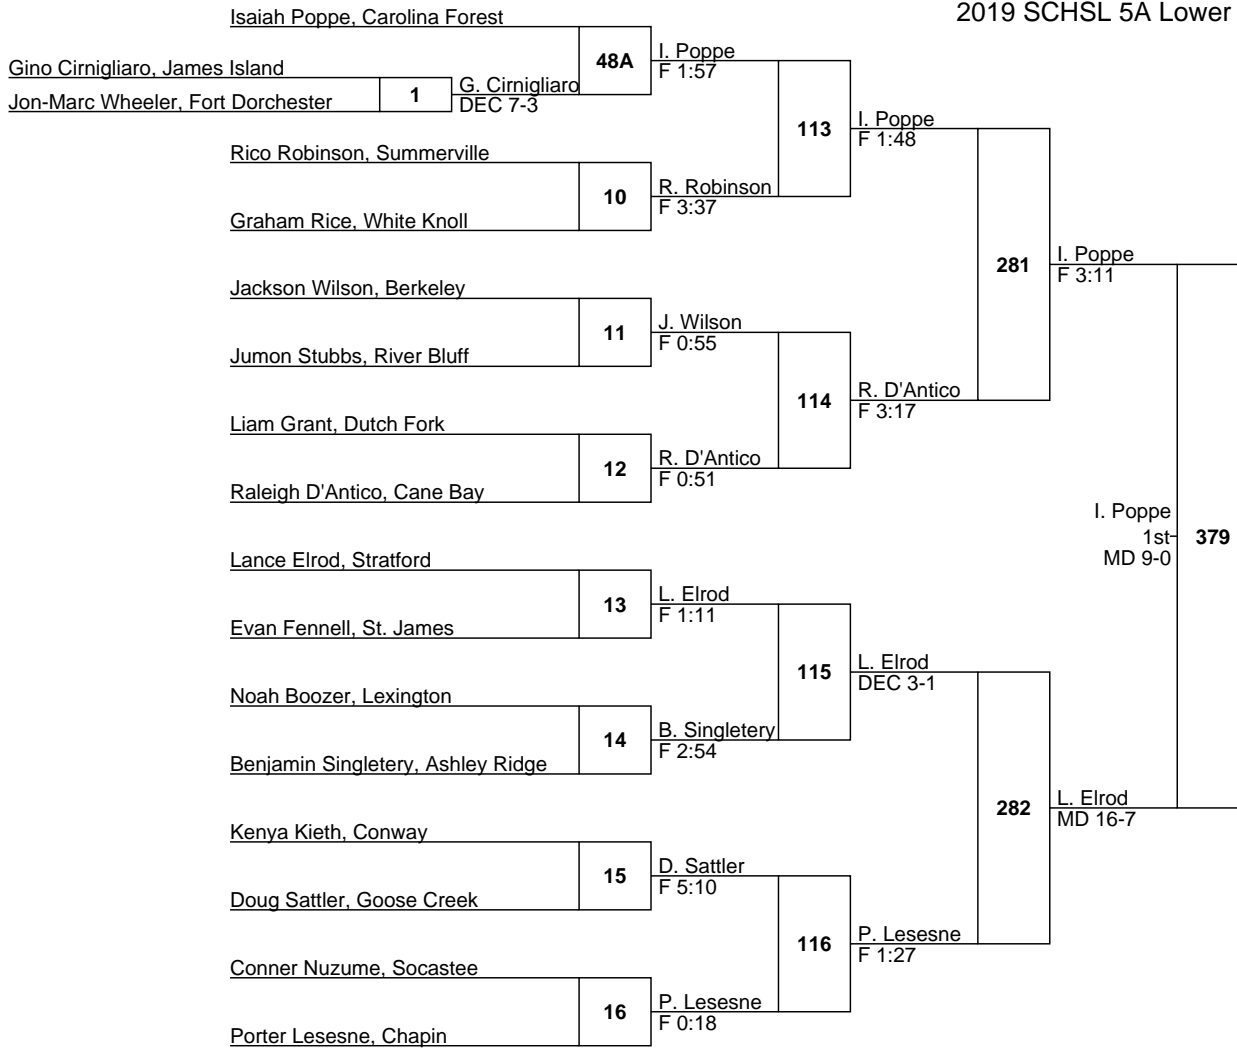 2019 SCHSL 5A Lower
Isaiah Poppe, Carolina Forest
48A
I. Poppe
F 1:57
Gino Cirnigliaro, James Island
1
G. Cirnigliaro
DEC 7-3
Jon-Marc Wheeler, Fort Dorchester
113
I. Poppe
F 1:48
Rico Robinson, Summerville
10
R. Robinson
F 3:37
Graham Rice, White Knoll
281
I. Poppe
F 3:11
Jackson Wilson, Berkeley
11
J. Wilson
F 0:55
Jumon Stubbs, River Bluff
114
R. D'Antico
F 3:17
Liam Grant, Dutch Fork
12
R. D'Antico
F 0:51
Raleigh D'Antico, Cane Bay
I. Poppe
1st
MD 9-0
379
Lance Elrod, Stratford
13
L. Elrod
F 1:11
Evan Fennell, St. James
115
L. Elrod
DEC 3-1
Noah Boozer, Lexington
14
B. Singletery
F 2:54
Benjamin Singletery, Ashley Ridge
282
L. Elrod
MD 16-7
Kenya Kieth, Conway
15
D. Sattler
F 5:10
Doug Sattler, Goose Creek
116
P. Lesesne
F 1:27
Conner Nuzume, Socastee
16
P. Lesesne
F 0:18
Porter Lesesne, Chapin